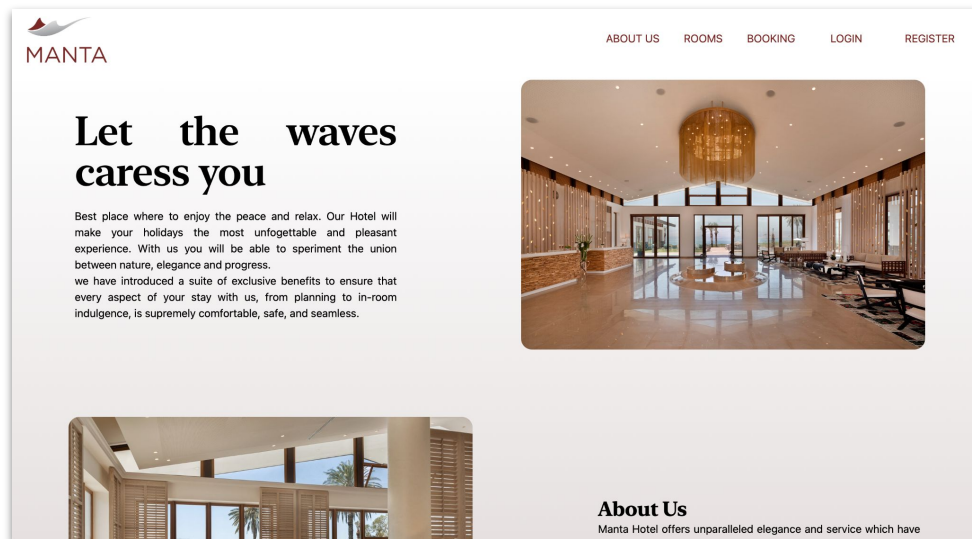 MANTA
ABOUT US ROOMS BOOKING LOGIN REGISTER
Let the waves
caress you
Best place where to enjoy the peace and relax. Our Hotel will
make your holidays the most unfogettable and pleasant
experience. With us you will be able to speriment the union
between nature, elegance and progress.
we have introduced a suite of exclusive benefits to ensure that
every aspect of your stay with us, from planning to in-room
indulgence, is supremely comfortable, safe, and seamless.
About Us
Manta Hotel offers unparalleled elegance and service which have